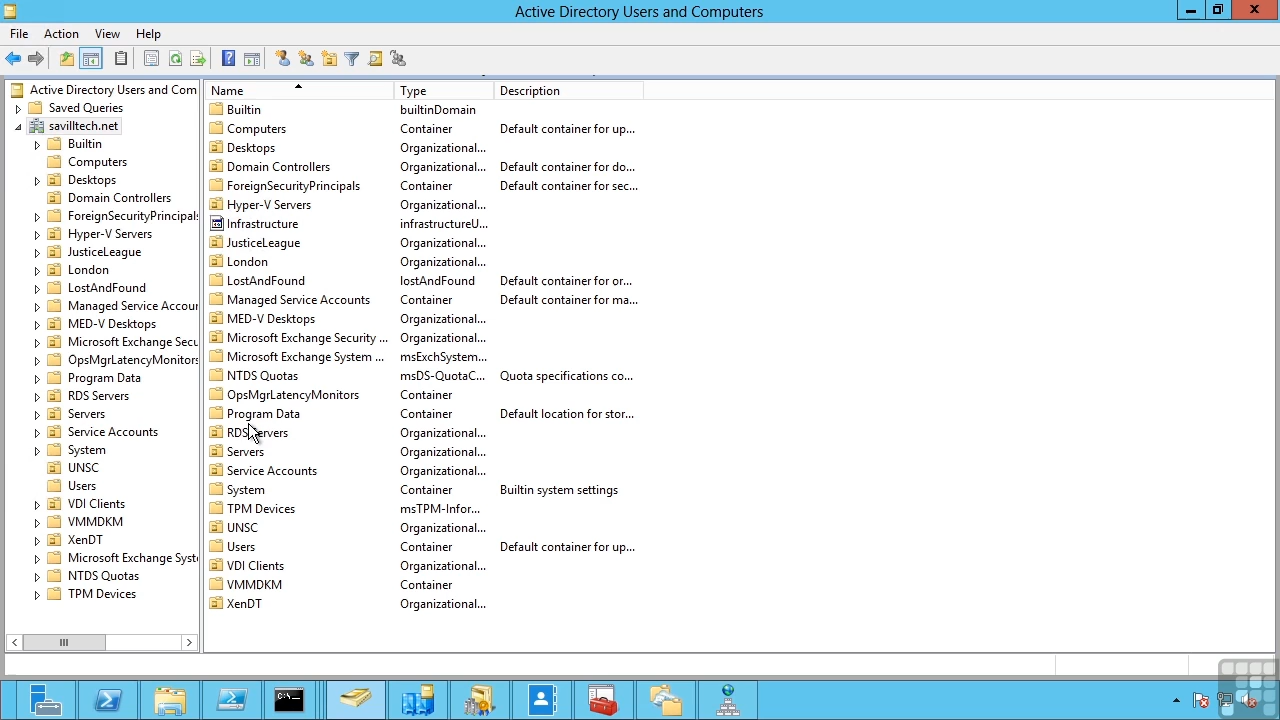 Active Directory Users and Computers
File Action View Help
Active Directory Users and Com
Saved Queries
savilltech.net
Builtin
Computers
Desktops
Domain Controllers
ForeignSecurityPrincipals
Hyper-V Servers
JusticeLeague
London
LostAndFound
Managed Service Accour
MED-V Desktops
Microsoft Exchange Secu
OpsMgrLatencyMonitors
Program Data
RDS Servers
Servers
Service Accounts
System
UNSC
Users
VDI Clients
VMMDKM
XenDT
Microsoft Exchange Syste
NTDS Quotas
TPM Devices
Name Type Description
Builtin builtinDomain
Computers Container Default container for up...
Desktops Organizational...
Domain Controllers Organizational... Default container for do...
ForeignSecurityPrincipals Container Default container for sec...
Hyper-V Servers Organizational...
Infrastructure infrastructureU...
JusticeLeague Organizational...
London Organizational...
LostAndFound lostAndFound Default container for or...
Managed Service Accounts Container Default container for ma...
MED-V Desktops Organizational...
Microsoft Exchange Security ... Organizational...
Microsoft Exchange System ... msExchSystem...
NTDS Quotas msDS-QuotaC... Quota specifications co...
OpsMgrLatencyMonitors Container
Program Data Container Default location for stor...
RDS Servers Organizational...
Servers Organizational...
Service Accounts Organizational...
System Container Builtin system settings
TPM Devices msTPM-Infor...
UNSC Organizational...
Users Container Default container for up...
VDI Clients Organizational...
VMMDKM Container
XenDT Organizational...